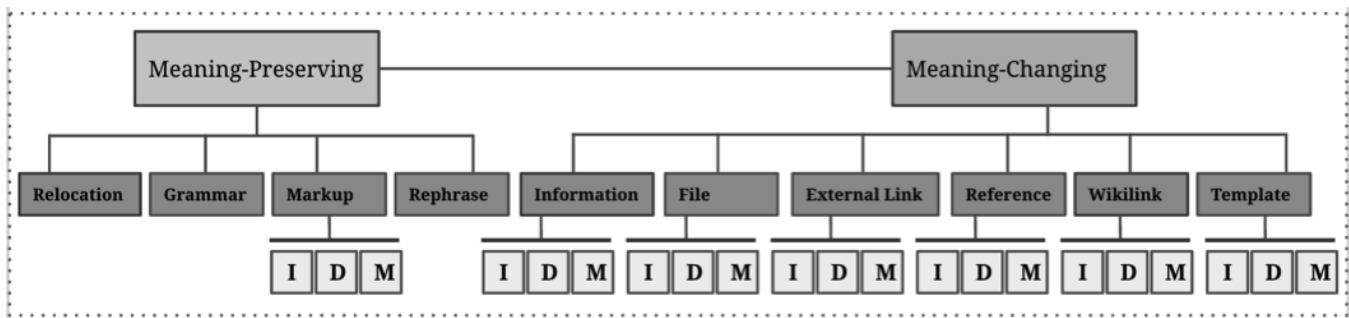 Meaning-Preserving Meaning-Changing
Relocation Grammar Markup Rephrase Information File External Link Reference Wikilink Template
I D M I D M I D M I D M I D M I D M I D M